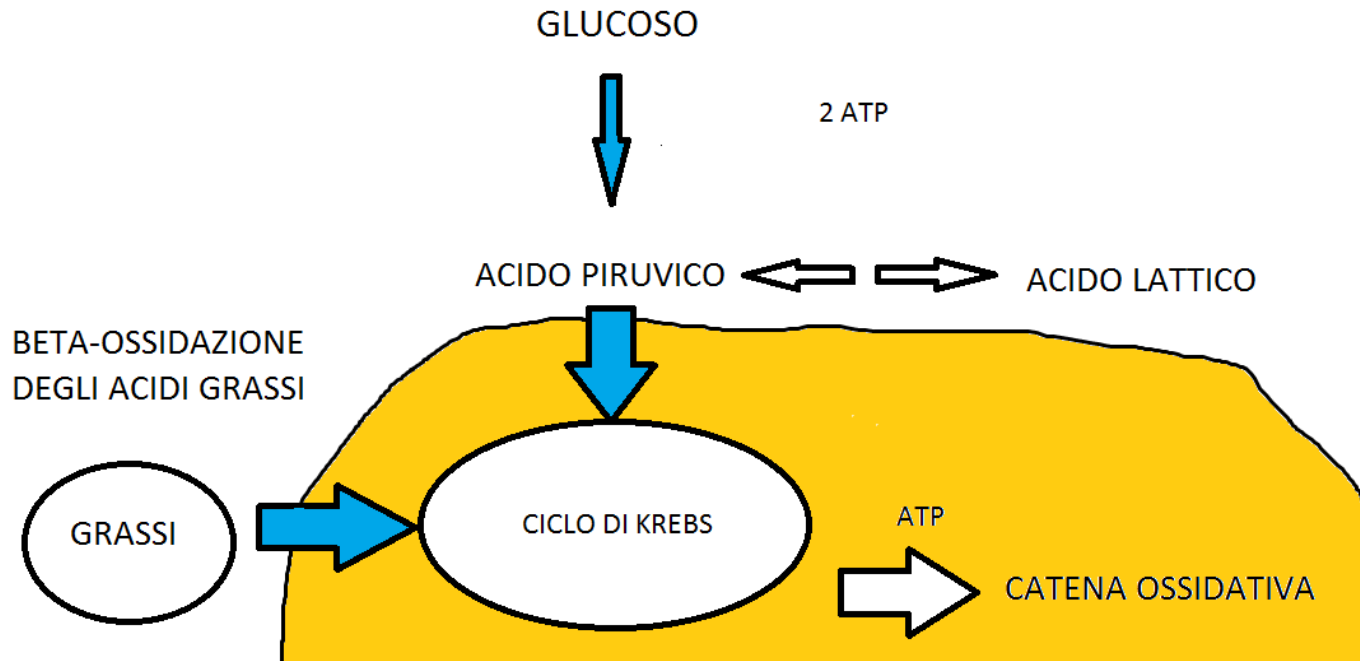 GLUCOSO
2 ATP
ACIDO PIRUVICO
ACIDO LATTICO
BETA-OSSIDAZIONE
DEGLI ACIDI GRASSI
GRASSI
CICLO DI KREBS
ATP
CATENA OSSIDATIVA